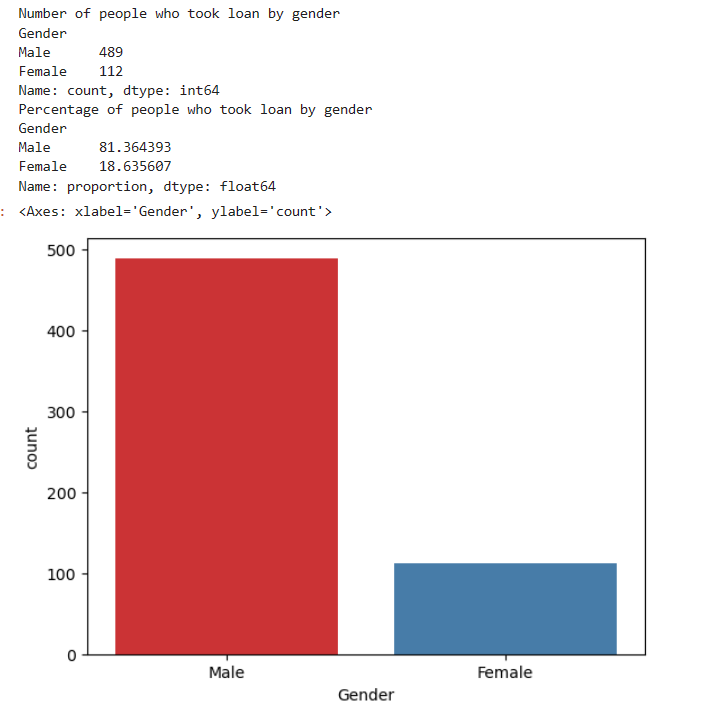 Number of people who took loan by gender
Gender
Male      489
Female    112
Name: count, dtype: int64
Percentage of people who took loan by gender
Gender
Male      81.364393
Female    18.635607
Name: proportion, dtype: float64
: <Axes: xlabel='Gender', ylabel='count'>
500
400
300
200
100
0
count
Male Female
Gender